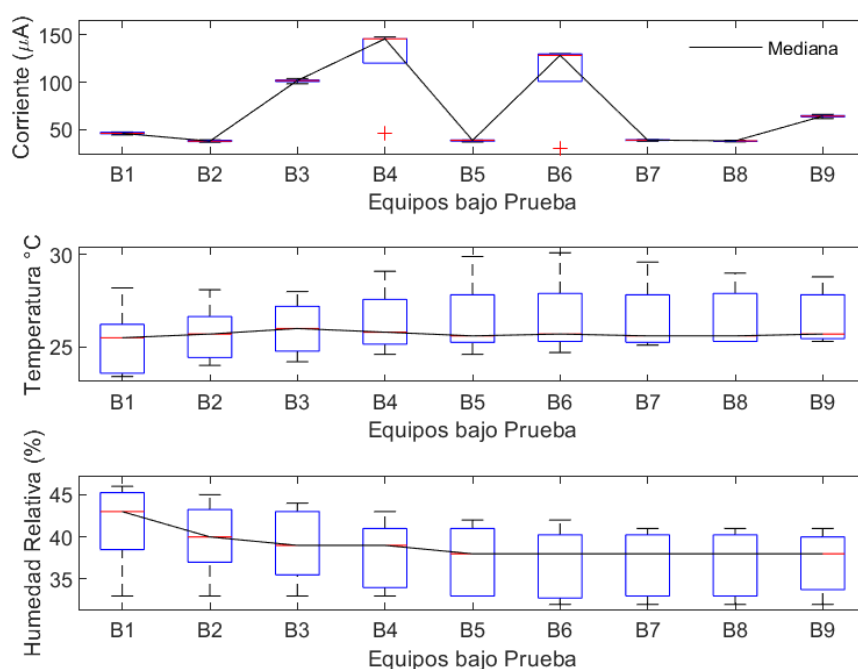 Corriente (μA)
150
100
50
Mediana
B1 B2 B3 B4 B5 B6 B7 B8 B9
Equipos bajo Prueba
Temperatura °C
30
25
B1 B2 B3 B4 B5 B6 B7 B8 B9
Equipos bajo Prueba
Humedad Relativa (%)
45
40
35
B1 B2 B3 B4 B5 B6 B7 B8 B9
Equipos bajo Prueba